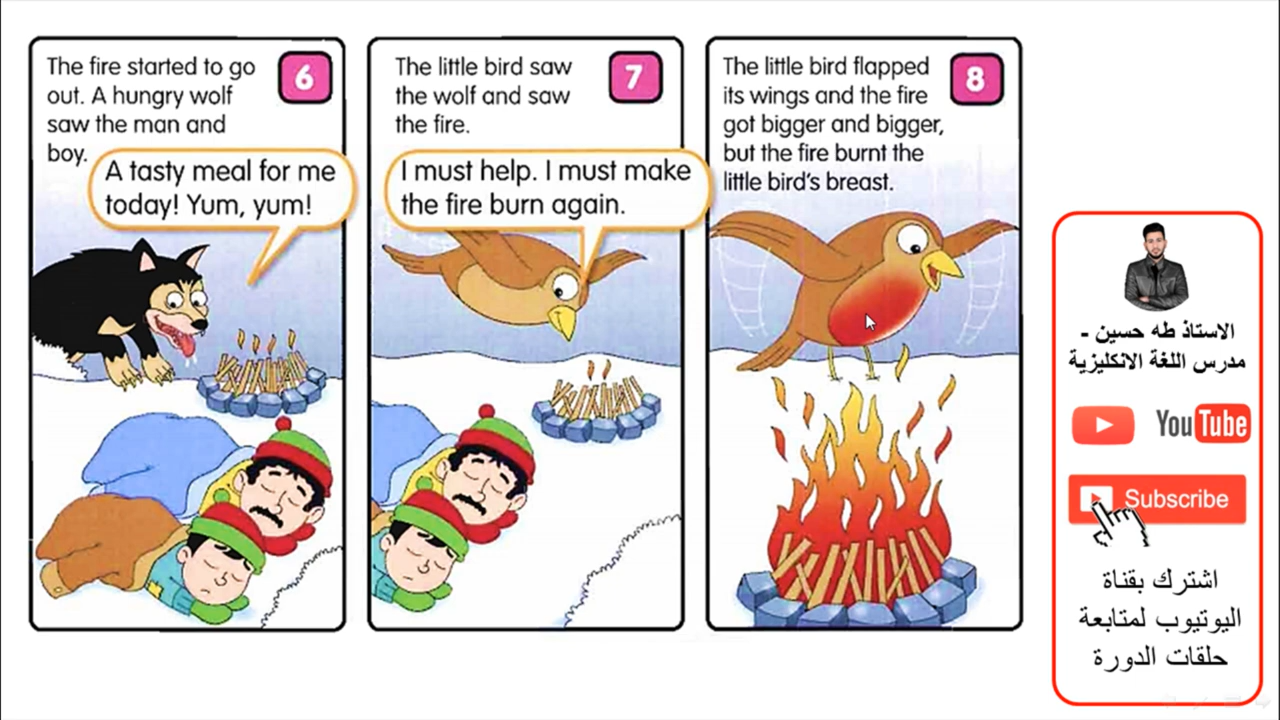 The fire started to go
out. A hungry wolf
saw the man and
boy.
6
A tasty meal for me
today! Yum, yum!
The little bird saw
the wolf and saw
the fire.
7
I must help. I must make
the fire burn again.
The little bird flapped
its wings and the fire
got bigger and bigger,
but the fire burnt the
little bird's breast.
8
الاستاذ طه حسين -
مدرس اللغة الانكليزية
YouTube
Subscribe
اشترك بقناة
اليوتيوب لمتابعة
حلقات الدورة